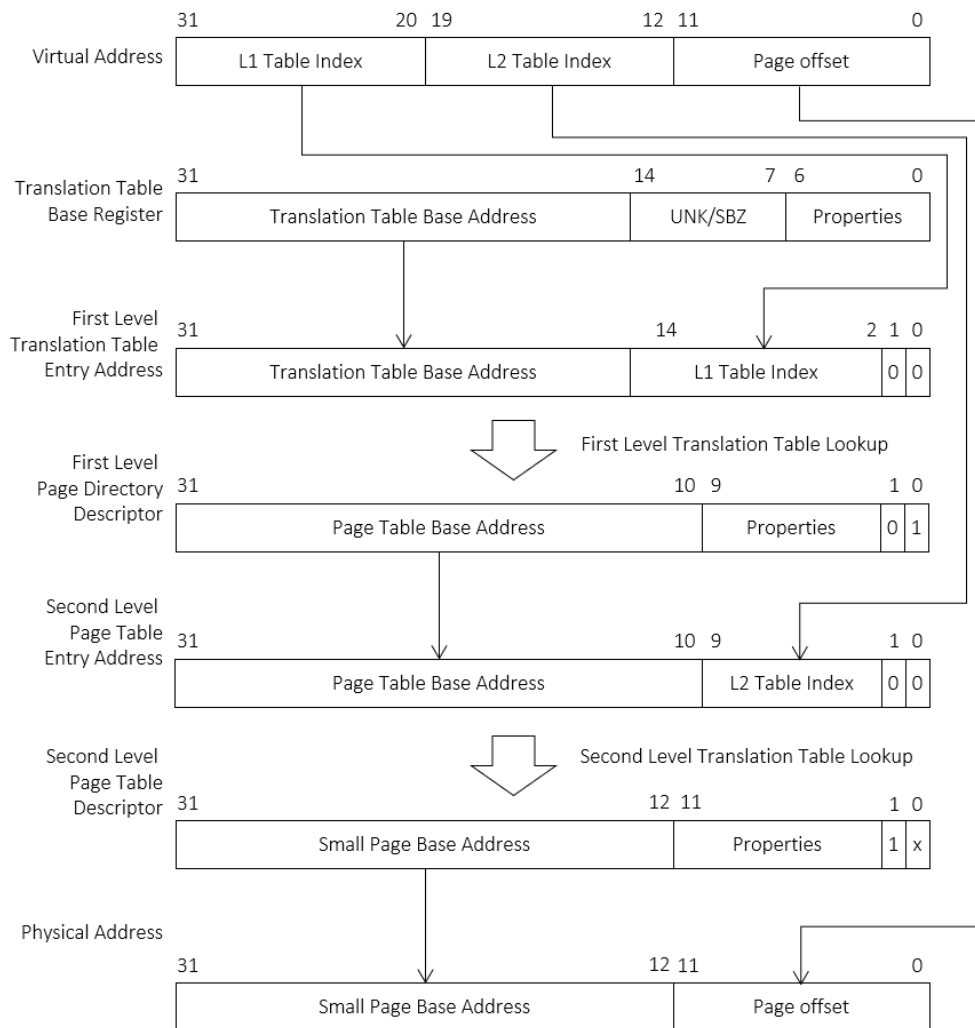 31 20 19 12 11 0
Virtual Address
L1 Table Index L2 Table Index Page offset
31 14 7 6 0
Translation Table
Base Register
Translation Table Base Address UNK/SBZ Properties
First Level
Translation Table
Entry Address
31 14 2 1 0
Translation Table Base Address L1 Table Index 0 0
First Level Translation Table Lookup
First Level
Page Directory
Descriptor
31 10 9 1 0
Page Table Base Address Properties 0 1
Second Level
Page Table
Entry Address
31 10 9 1 0
Page Table Base Address L2 Table Index 0 0
Second Level Translation Table Lookup
Second Level
Page Table
Descriptor
31 12 11 1 0
Small Page Base Address Properties 1 x
Physical Address
31 12 11 0
Small Page Base Address Page offset